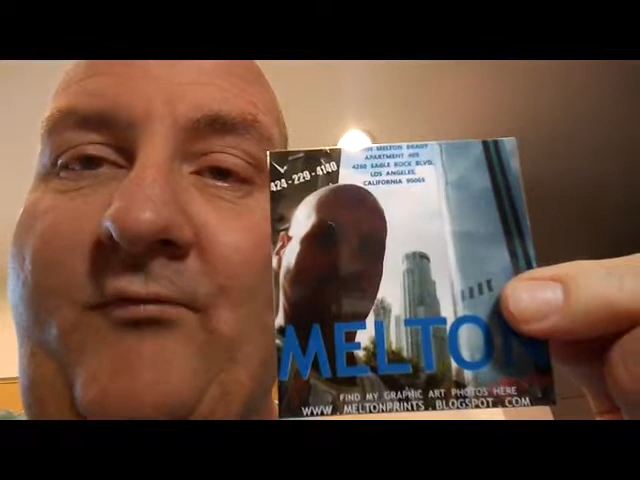 MELTON BRADY
APARTMENT
4260 EAGLE ROCK BLVD.
LOS ANGELES,
CALIFORNIA 90065
424-229-4140
MELTON
FIND MY GRAPHIC ART PHOTOS HERE
WWW . MELTONPRINTS . BLOGSPOT . COM